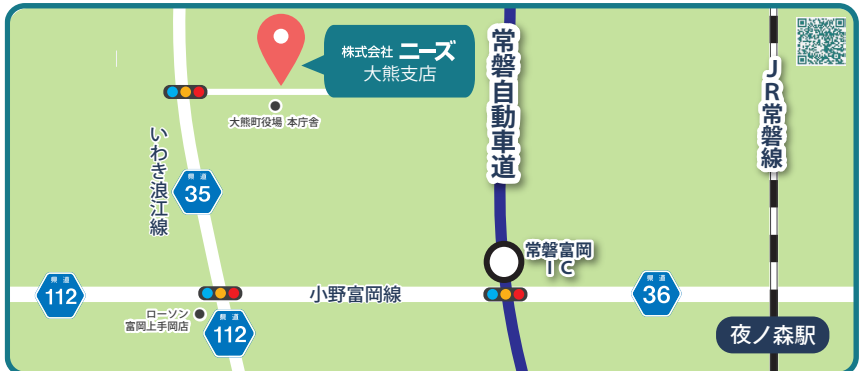 株式会社 ニーズ
大熊支店
大熊町役場 本庁舎
いわき浪江線
県道
35
常磐自動車道
JR常磐線
常磐富岡
IC
県道
112
小野富岡線
県道
36
ローソン
富岡上手岡店
県道
112
夜ノ森駅